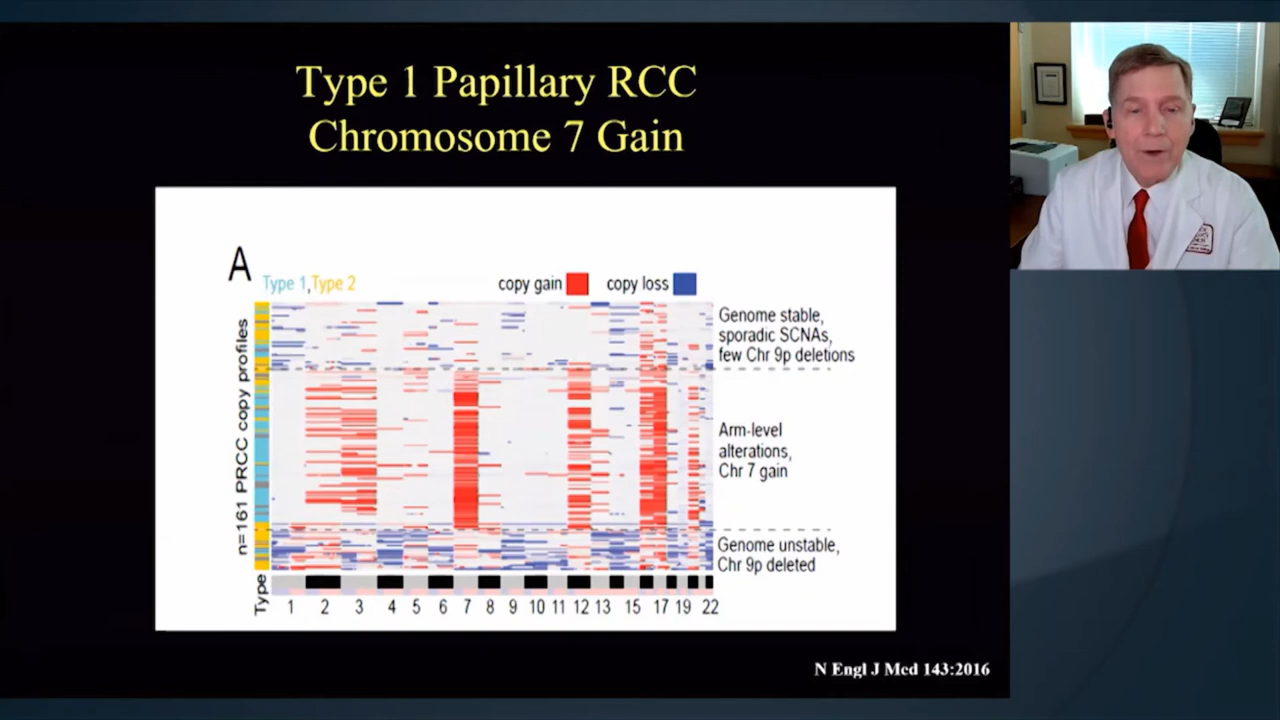 Type 1 Papillary RCC
Chromosome 7 Gain
A
Type 1,Type 2
copy gain
copy loss
n=161 PRCC copy profiles
Type
Genome stable,
sporadic SCNAs,
few Chr 9p deletions
Arm-level
alterations,
Chr 7 gain
Genome unstable,
Chr 9p deleted
1 2 3 4 5 6 7 8 9 10 11 12 13 15 17 19 22
N Engl J Med 143:2016